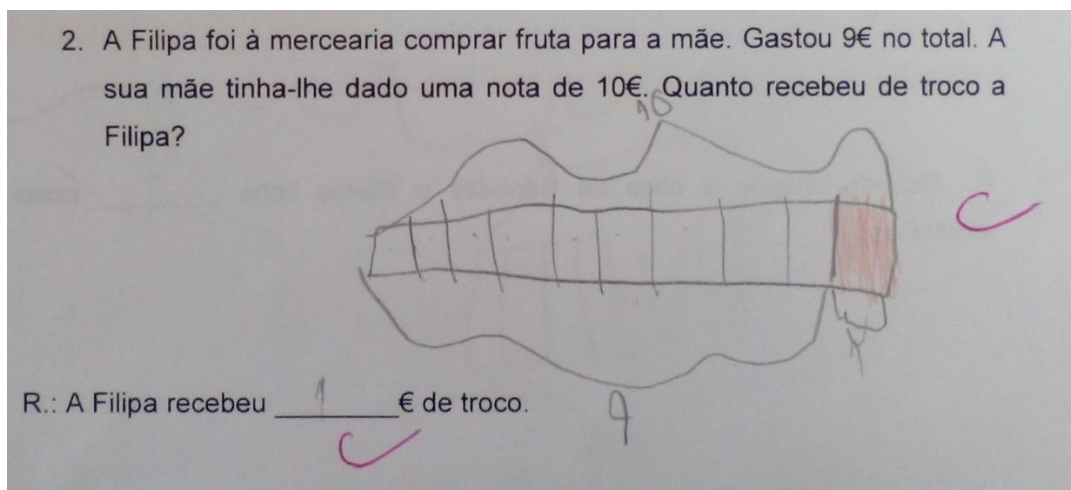 2. A Filipa foi à mercearia comprar fruta para a mãe. Gastou 9€ no total. A
sua mãe tinha-lhe dado uma nota de 10€. Quanto recebeu de troco a
Filipa?
10
1
9
R.: A Filipa recebeu 1 € de troco.